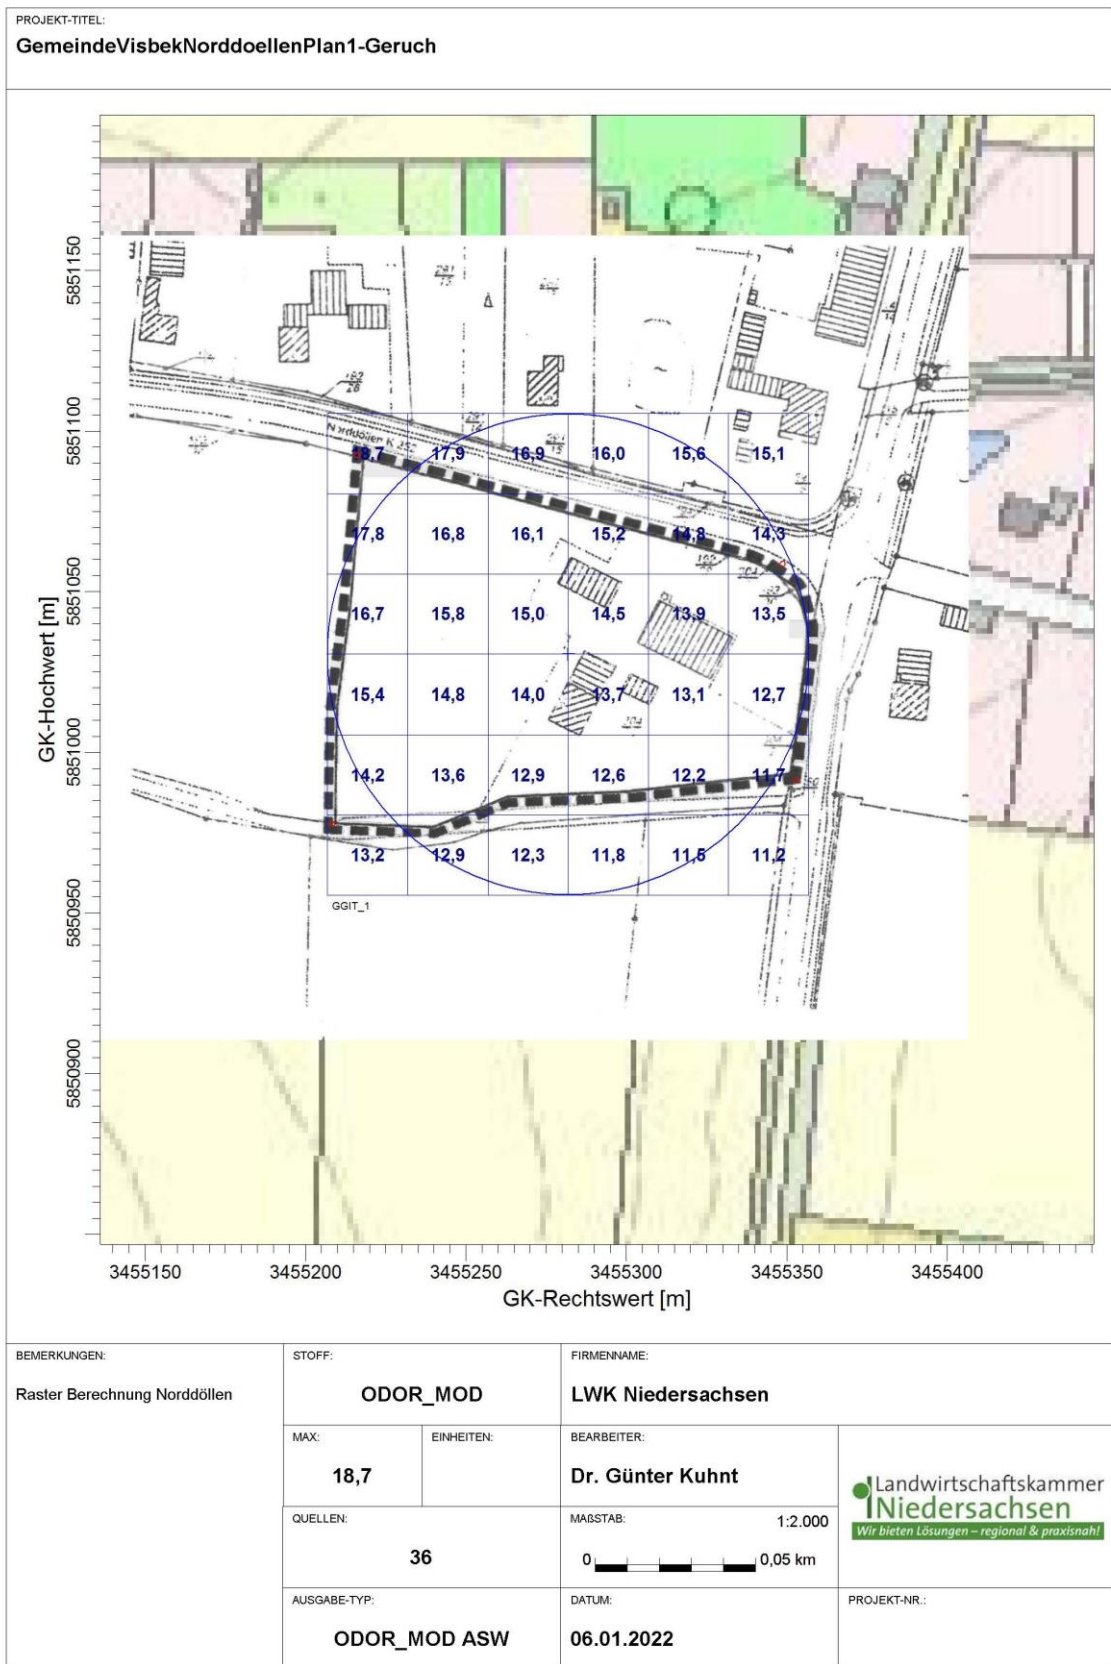 PROJEKT-TITEL:
GemeindeVisbekNorddoellenPlan1-Geruch
GK-Hochwert [m]
5851150
5851100
5851050
5851000
5850950
5850900
18,7 17,9 16,9 16,0 15,6 15,1
17,8 16,8 16,1 15,2 14,8 14,3
16,7 15,8 15,0 14,5 13,9 13,5
15,4 14,8 14,0 13,7 13,1 12,7
14,2 13,6 12,9 12,6 12,2 11,7
13,2 12,9 12,3 11,8 11,5 11,2
GGIT_1
3455150 3455200 3455250 3455300 3455350 3455400
GK-Rechtswert [m]
BEMERKUNGEN:
Raster Berechnung Norddöllen
STOFF:
ODOR_MOD
FIRMENNAME:
LWK Niedersachsen
MAX:
18,7
EINHEITEN:
BEARBEITER:
Dr. Günter Kuhnt
QUELLEN:
36
MAßSTAB:
1:2.000
0 0,05 km
AUSGABE-TYP:
ODOR_MOD ASW
DATUM:
06.01.2022
Landwirtschaftskammer
Niedersachsen
Wir bieten Lösungen – regional & praxisnah!
PROJEKT-NR.: